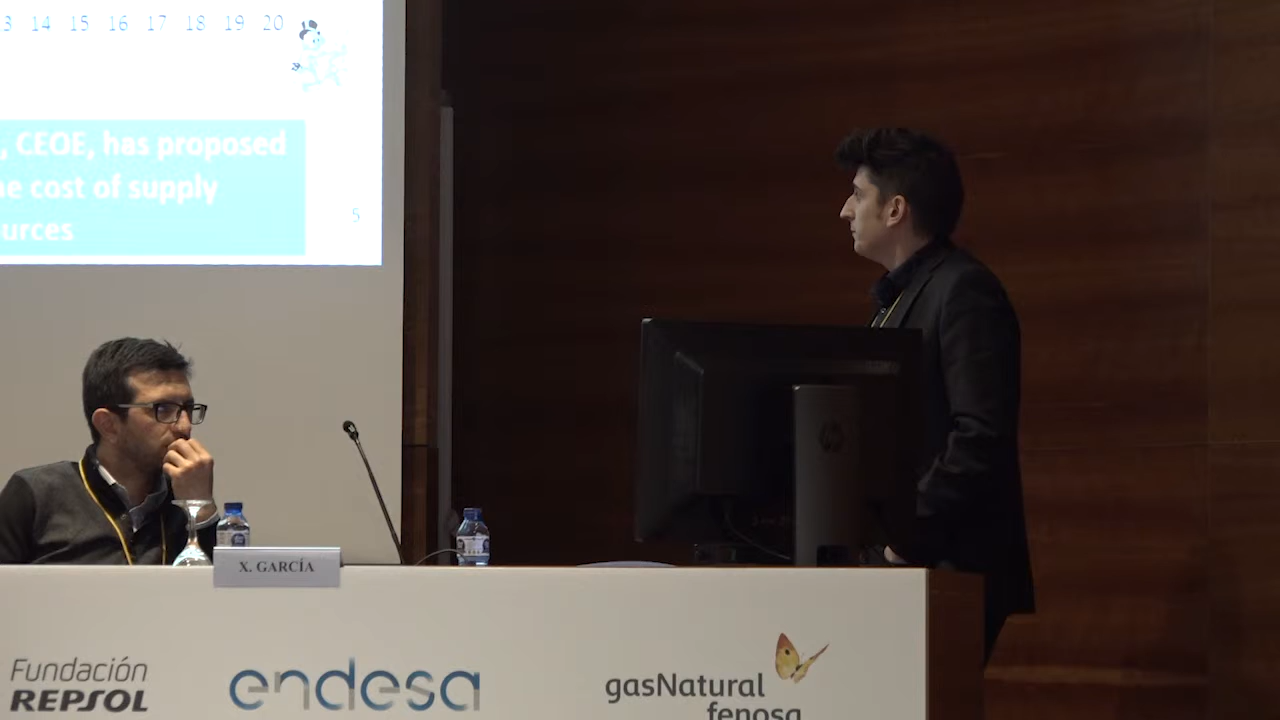 3 14 15 16 17 18 19 20
, CEOE, has proposed
he cost of supply
urces
5
X. GARCÍA
Fundación
REPSOL
endesa
gasNatural
fenosa
hp